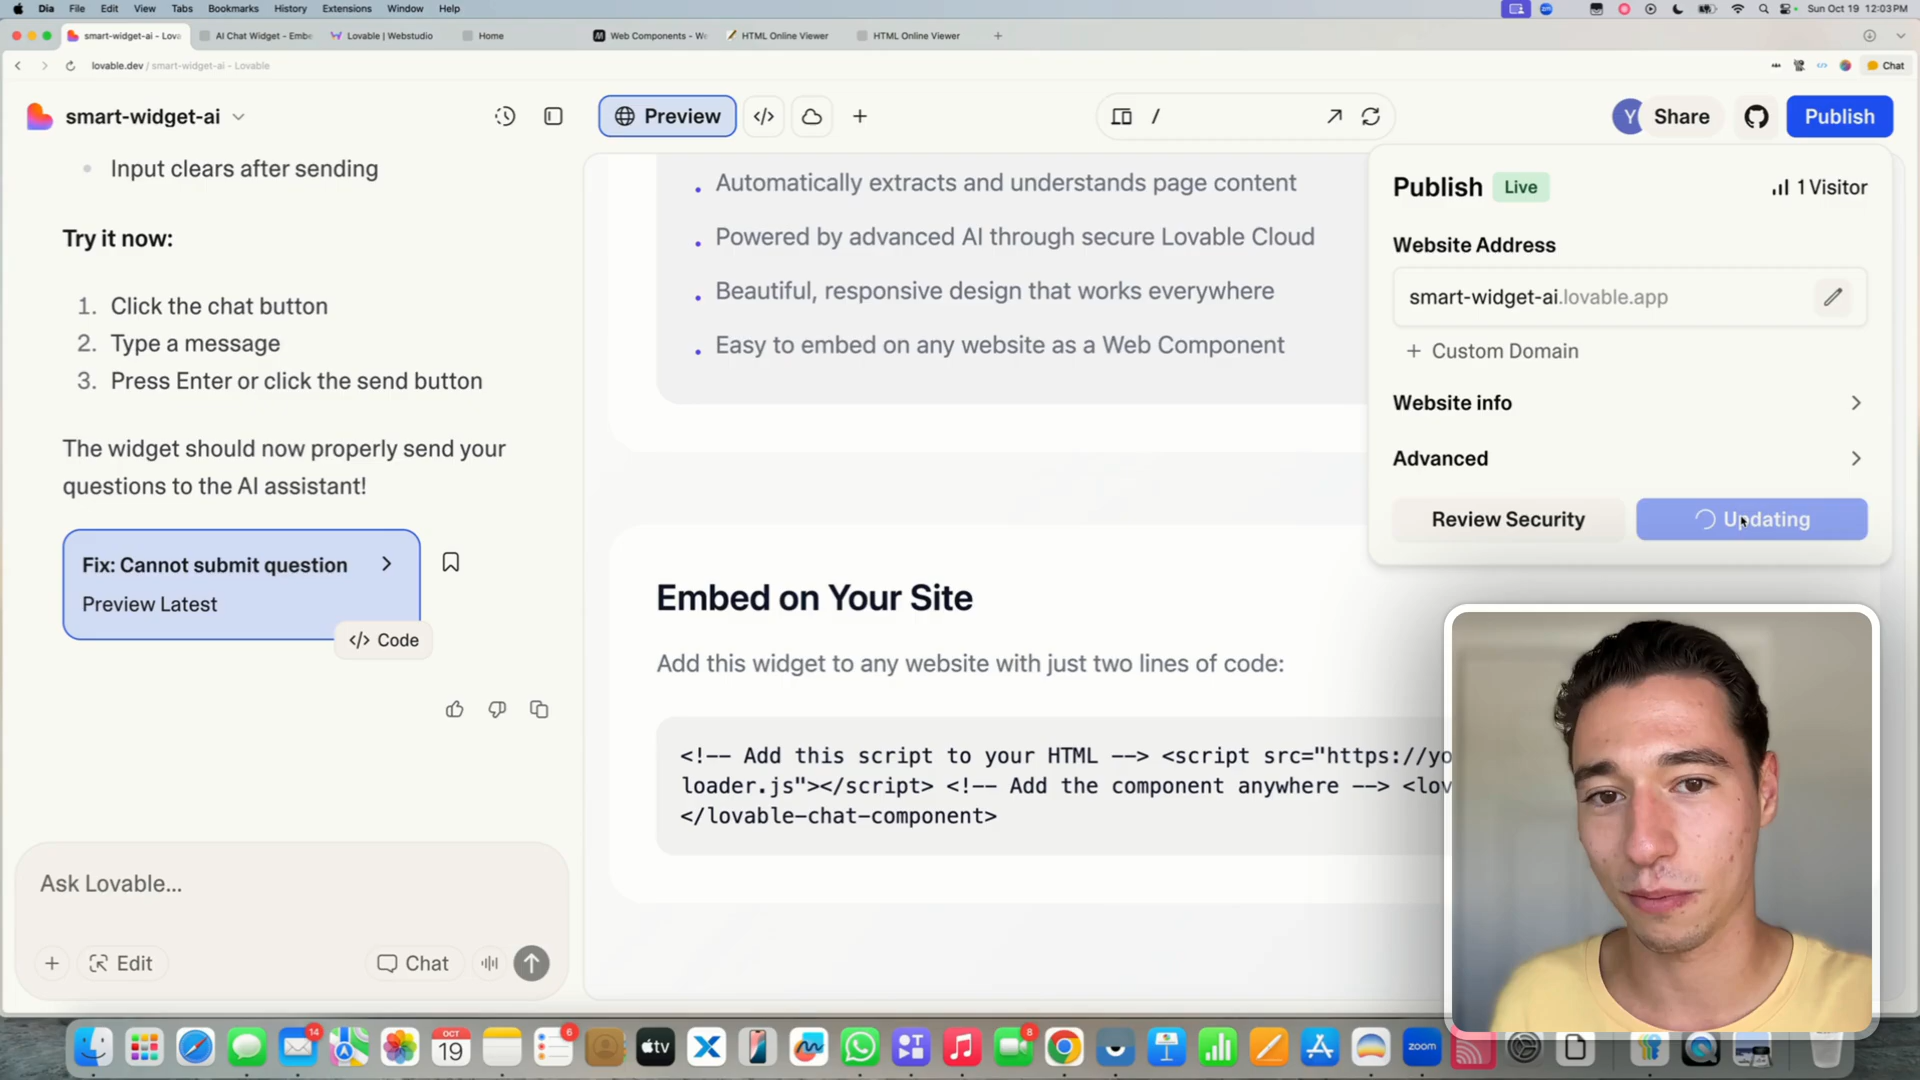 Dia File Edit View Tabs Bookmarks History Extensions Window Help
zm
Sun Oct 19 12:03PM
smart-widget-ai - Lova
AI Chat Widget - Embe
Lovable | Webstudio
Home
Web Components - We
HTML Online Viewer
HTML Online Viewer
lovable.dev / smart-widget-ai - Lovable
Chat
smart-widget-ai
Preview
/
Y
Share
Publish
Input clears after sending
Try it now:
1. Click the chat button
2. Type a message
3. Press Enter or click the send button
The widget should now properly send your
questions to the AI assistant!
Fix: Cannot submit question
Preview Latest
</> Code
Ask Lovable...
Edit
Chat
Automatically extracts and understands page content
Powered by advanced AI through secure Lovable Cloud
Beautiful, responsive design that works everywhere
Easy to embed on any website as a Web Component
Embed on Your Site
Add this widget to any website with just two lines of code:
<!-- Add this script to your HTML --> <script src="https://yo
loader.js"></script> <!-- Add the component anywhere --> <lov
</lovable-chat-component>
Publish Live
1 Visitor
Website Address
smart-widget-ai.lovable.app
+ Custom Domain
Website info
Advanced
Review Security
Updating
14
OCT
19
6
tv
8
zoom